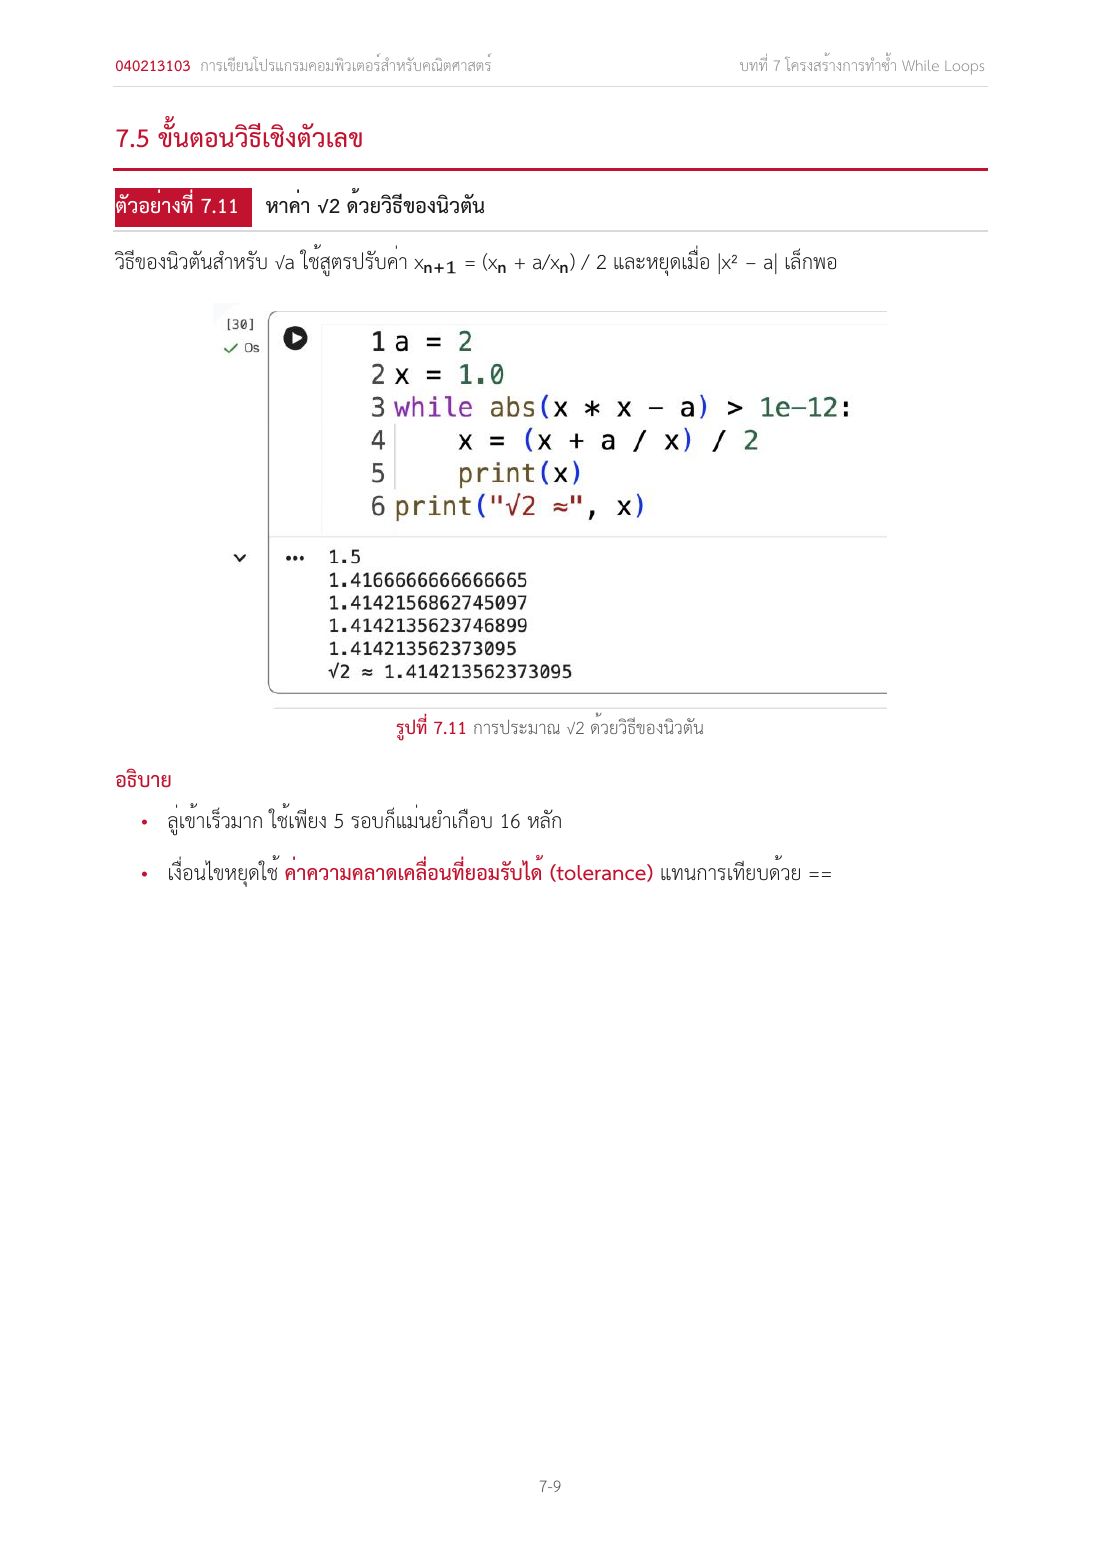 040213103 การเขียนโปรแกรมคอมพิวเตอร์สำหรับคณิตศาสตร์ บทที่ 7 โครงสร้างการทำซ้ำ While Loops
7.5 ขั้นตอนวิธีเชิงตัวเลข
ตัวอย่างที่ 7.11 หาค่า √2 ด้วยวิธีของนิวตัน
วิธีของนิวตันสำหรับ √a ใช้สูตรปรับค่า xn+1 = (xn + a/xn) / 2 และหยุดเมื่อ |x² − a| เล็กพอ
[30]
0s
1 a = 2
2 x = 1.0
3 while abs(x * x − a) > 1e−12:
4     x = (x + a / x) / 2
5     print(x)
6 print("√2 ≈", x)
... 1.5
1.4166666666666665
1.4142156862745097
1.4142135623746899
1.414213562373095
√2 ≈ 1.414213562373095
รูปที่ 7.11 การประมาณ √2 ด้วยวิธีของนิวตัน
อธิบาย
• ลู่เข้าเร็วมาก ใช้เพียง 5 รอบก็แม่นยำเกือบ 16 หลัก
• เงื่อนไขหยุดใช้ ค่าความคลาดเคลื่อนที่ยอมรับได้ (tolerance) แทนการเทียบด้วย ==
7-9